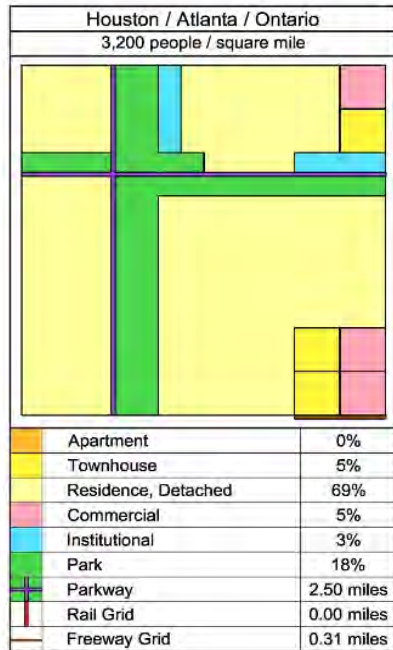 Houston / Atlanta / Ontario
3,200 people / square mile
Apartment 0%
Townhouse 5%
Residence, Detached 69%
Commercial 5%
Institutional 3%
Park 18%
Parkway 2.50 miles
Rail Grid 0.00 miles
Freeway Grid 0.31 miles